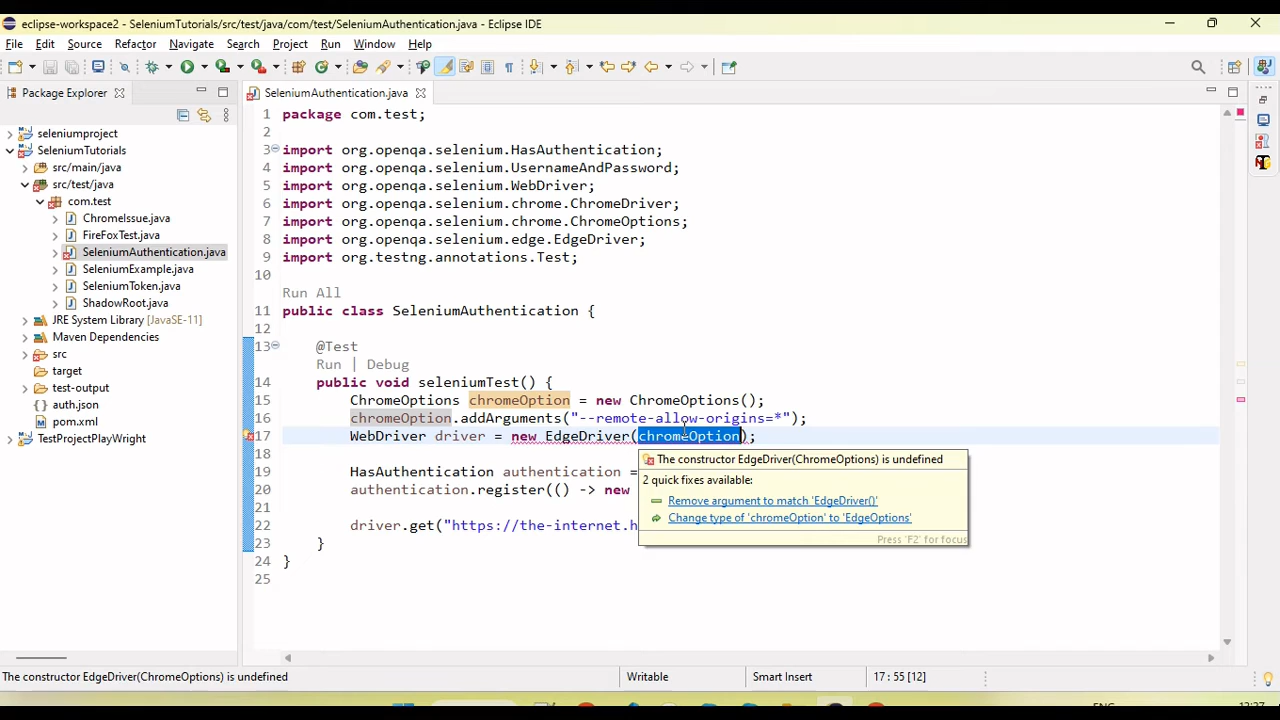 eclipse-workspace2 - SeleniumTutorials/src/test/java/com/test/SeleniumAuthentication.java - Eclipse IDE
File Edit Source Refactor Navigate Search Project Run Window Help
Package Explorer
SeleniumAuthentication.java
seleniumproject
SeleniumTutorials
src/main/java
src/test/java
com.test
ChromeIssue.java
FireFoxTest.java
SeleniumAuthentication.java
SeleniumExample.java
SeleniumToken.java
ShadowRoot.java
JRE System Library [JavaSE-11]
Maven Dependencies
src
target
test-output
auth.json
pom.xml
TestProjectPlayWright
1 package com.test;
2
3 import org.openqa.selenium.HasAuthentication;
4 import org.openqa.selenium.UsernameAndPassword;
5 import org.openqa.selenium.WebDriver;
6 import org.openqa.selenium.chrome.ChromeDriver;
7 import org.openqa.selenium.chrome.ChromeOptions;
8 import org.openqa.selenium.edge.EdgeDriver;
9 import org.testng.annotations.Test;
10
Run All
11 public class SeleniumAuthentication {
12
13 @Test
Run | Debug
14 public void seleniumTest() {
15 ChromeOptions chromeOption = new ChromeOptions();
16 chromeOption.addArguments("--remote-allow-origins=*");
17 WebDriver driver = new EdgeDriver(chromeOption);
18
19 HasAuthentication authentication =
20 authentication.register(() -> new
21
22 driver.get("https://the-internet.h
23 }
24 }
25
The constructor EdgeDriver(ChromeOptions) is undefined
2 quick fixes available:
Remove argument to match 'EdgeDriver()'
Change type of 'chromeOption' to 'EdgeOptions'
Press 'F2' for focus
The constructor EdgeDriver(ChromeOptions) is undefined
Writable
Smart Insert
17 : 55 [12]